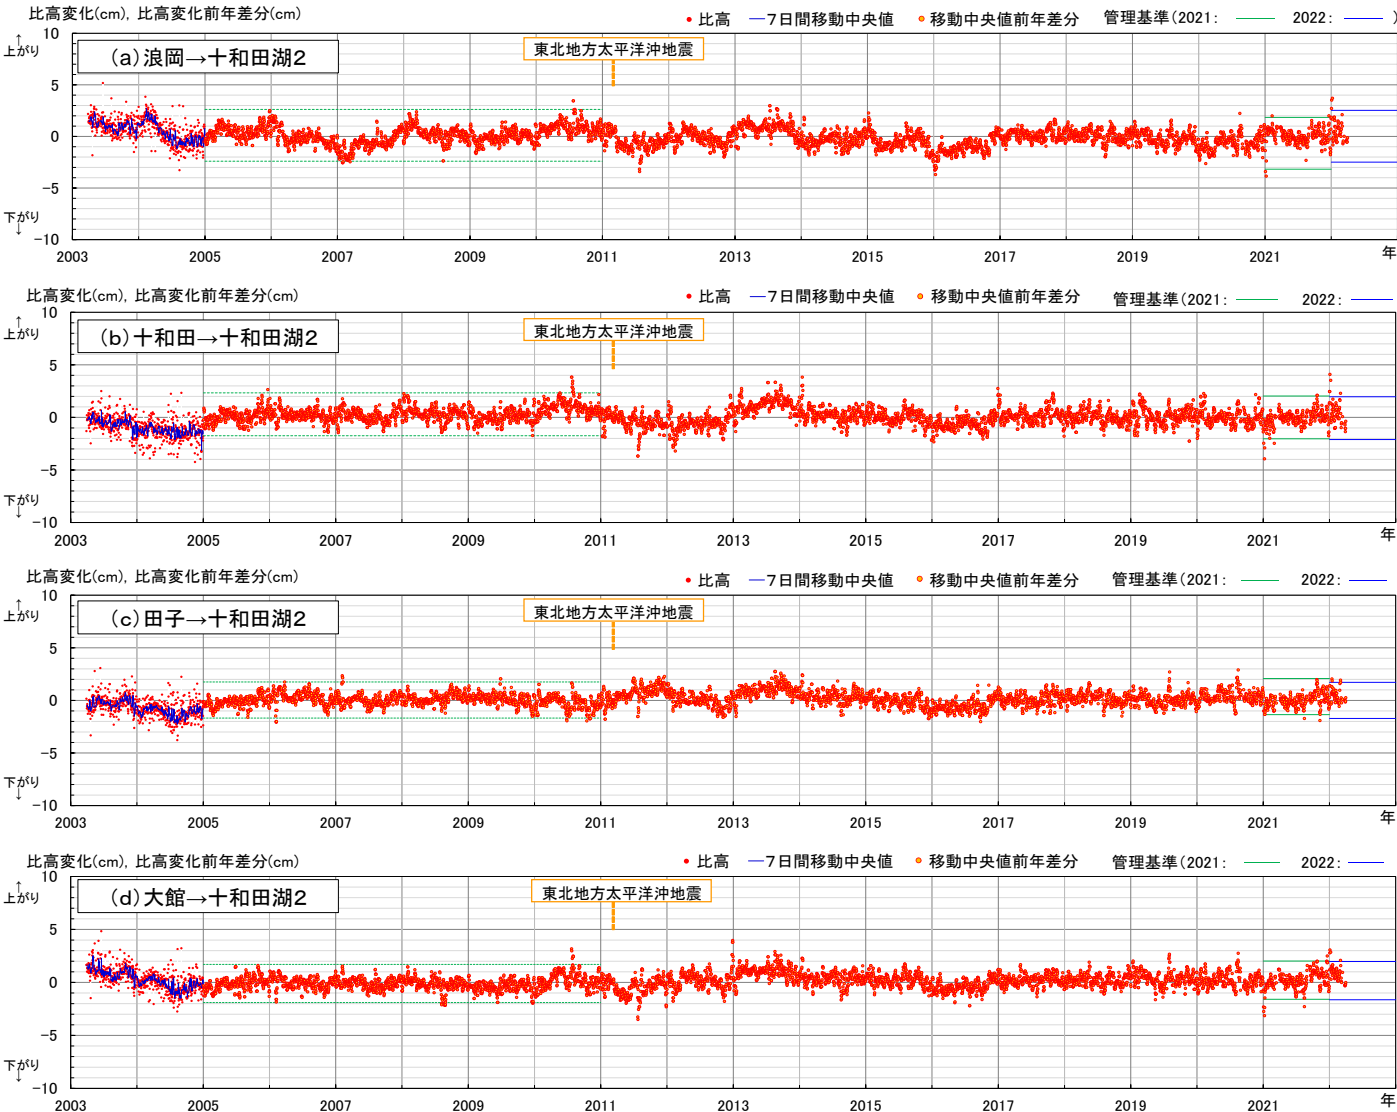 比高変化(cm), 比高変化前年差分(cm)
比高 7日間移動中央値 移動中央値前年差分 管理基準(2021: 2022: )
(a)浪岡→十和田湖2
東北地方太平洋沖地震
10
↑
上がり
5
0
-5
下がり
↓
-10
2003 2005 2007 2009 2011 2013 2015 2017 2019 2021 年
比高変化(cm), 比高変化前年差分(cm)
比高 7日間移動中央値 移動中央値前年差分 管理基準(2021: 2022: )
(b)十和田→十和田湖2
東北地方太平洋沖地震
10
↑
上がり
5
0
-5
下がり
↓
-10
2003 2005 2007 2009 2011 2013 2015 2017 2019 2021 年
比高変化(cm), 比高変化前年差分(cm)
比高 7日間移動中央値 移動中央値前年差分 管理基準(2021: 2022: )
(c)田子→十和田湖2
東北地方太平洋沖地震
10
↑
上がり
5
0
-5
下がり
↓
-10
2003 2005 2007 2009 2011 2013 2015 2017 2019 2021 年
比高変化(cm), 比高変化前年差分(cm)
比高 7日間移動中央値 移動中央値前年差分 管理基準(2021: 2022: )
(d)大館→十和田湖2
東北地方太平洋沖地震
10
↑
上がり
5
0
-5
下がり
↓
-10
2003 2005 2007 2009 2011 2013 2015 2017 2019 2021 年